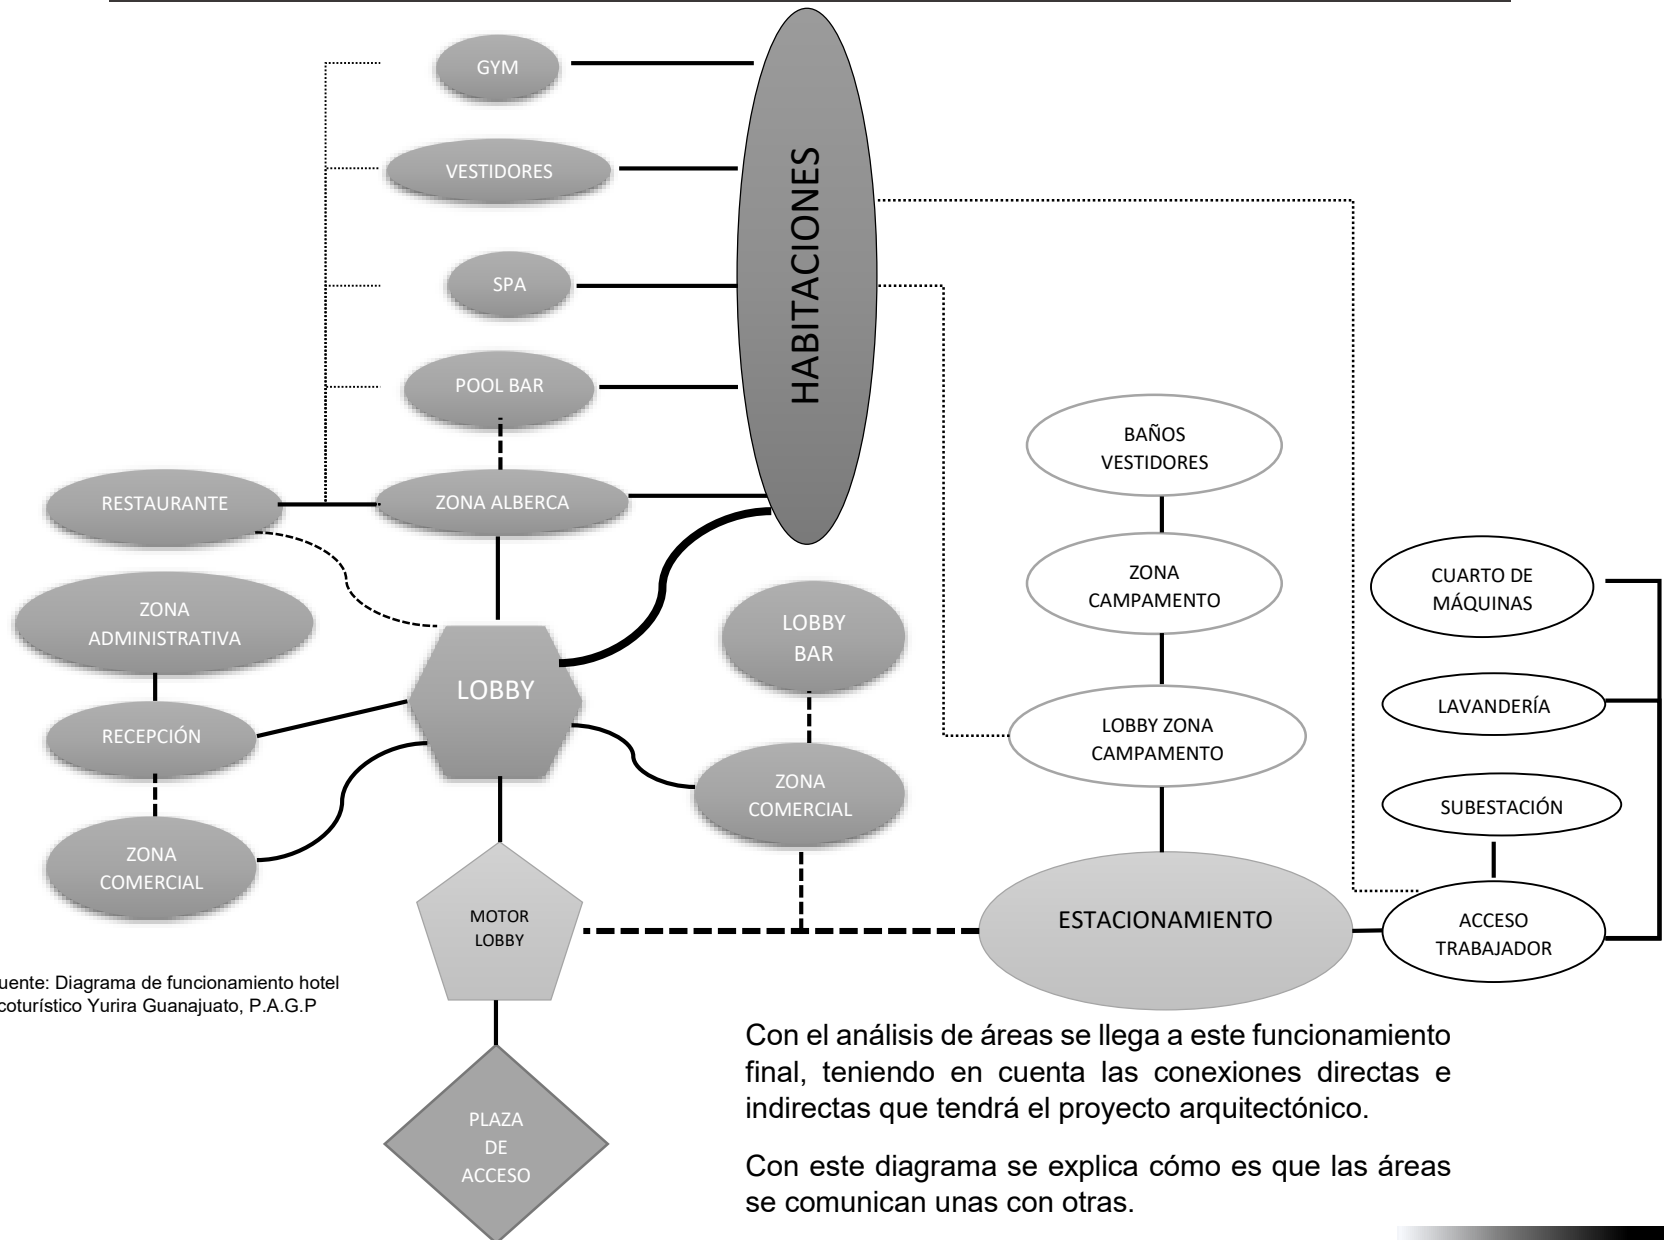 GYM
VESTIDORES
SPA
POOL BAR
ZONA ALBERCA
HABITACIONES
RESTAURANTE
ZONA
ADMINISTRATIVA
RECEPCIÓN
ZONA
COMERCIAL
LOBBY
LOBBY
BAR
ZONA
COMERCIAL
MOTOR
LOBBY
PLAZA
DE
ACCESO
BAÑOS
VESTIDORES
ZONA
CAMPAMENTO
LOBBY ZONA
CAMPAMENTO
ESTACIONAMIENTO
CUARTO DE
MÁQUINAS
LAVANDERÍA
SUBESTACIÓN
ACCESO
TRABAJADOR
uente: Diagrama de funcionamiento hotel
coturístico Yurira Guanajuato, P.A.G.P
Con el análisis de áreas se llega a este funcionamiento
final, teniendo en cuenta las conexiones directas e
indirectas que tendrá el proyecto arquitectónico.
Con este diagrama se explica cómo es que las áreas
se comunican unas con otras.